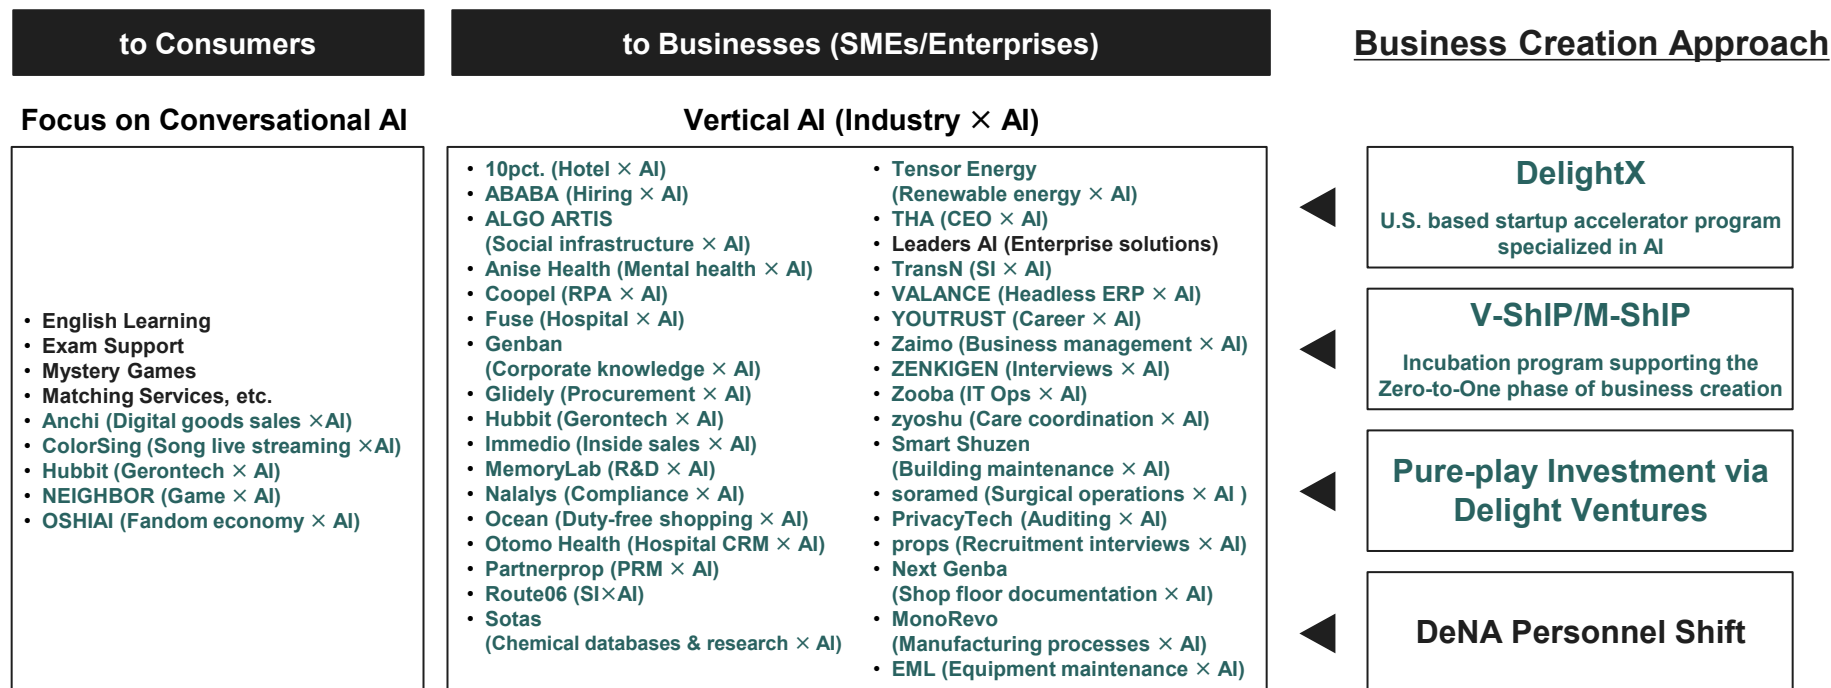 to Consumers
Focus on Conversational AI
• English Learning
• Exam Support
• Mystery Games
• Matching Services, etc.
• Anchi (Digital goods sales ×AI)
• ColorSing (Song live streaming ×AI)
• Hubbit (Gerontech × AI)
• NEIGHBOR (Game × AI)
• OSHIAI (Fandom economy × AI)
to Businesses (SMEs/Enterprises)
Vertical AI (Industry × AI)
• 10pct. (Hotel × AI)
• ABABA (Hiring × AI)
• ALGO ARTIS
(Social infrastructure × AI)
• Anise Health (Mental health × AI)
• Coopel (RPA × AI)
• Fuse (Hospital × AI)
• Genban
(Corporate knowledge × AI)
• Glidely (Procurement × AI)
• Hubbit (Gerontech × AI)
• Immedio (Inside sales × AI)
• MemoryLab (R&D × AI)
• Nalalys (Compliance × AI)
• Ocean (Duty-free shopping × AI)
• Otomo Health (Hospital CRM × AI)
• Partnerprop (PRM × AI)
• Route06 (SI×AI)
• Sotas
(Chemical databases & research × AI)
• Tensor Energy
(Renewable energy × AI)
• THA (CEO × AI)
• Leaders AI (Enterprise solutions)
• TransN (SI × AI)
• VALANCE (Headless ERP × AI)
• YOUTRUST (Career × AI)
• Zaimo (Business management × AI)
• ZENKIGEN (Interviews × AI)
• Zooba (IT Ops × AI)
• zyoshu (Care coordination × AI)
• Smart Shuzen
(Building maintenance × AI)
• soramed (Surgical operations × AI )
• PrivacyTech (Auditing × AI)
• props (Recruitment interviews × AI)
• Next Genba
(Shop floor documentation × AI)
• MonoRevo
(Manufacturing processes × AI)
• EML (Equipment maintenance × AI)
Business Creation Approach
DelightX
U.S. based startup accelerator program
specialized in AI
V-ShIP/M-ShIP
Incubation program supporting the
Zero-to-One phase of business creation
Pure-play Investment via
Delight Ventures
DeNA Personnel Shift